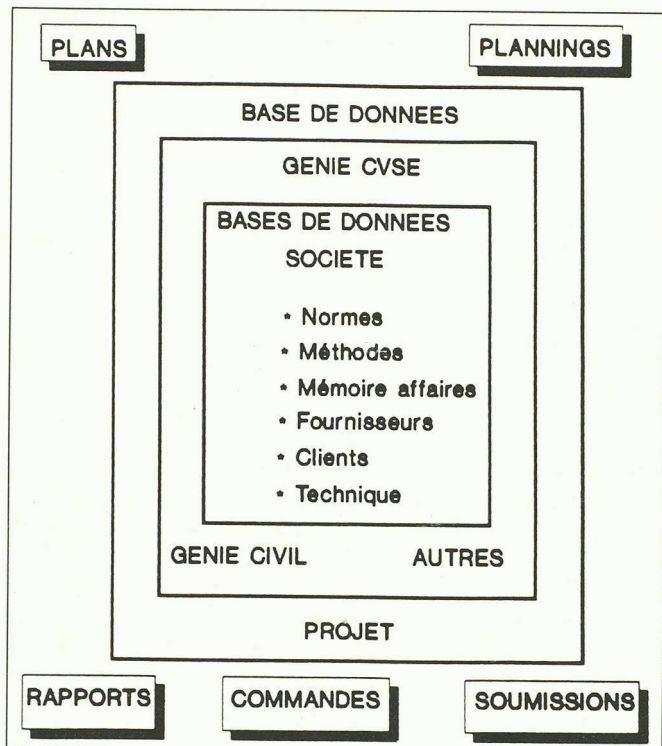 PLANS
PLANNINGS
BASE DE DONNEES
GENIE CVSE
BASES DE DONNEES
SOCIETE
* Normes
* Méthodes
* Mémoire affaires
* Fournisseurs
* Clients
* Technique
GENIE CIVIL
AUTRES
PROJET
RAPPORTS
COMMANDES
SOUMISSIONS